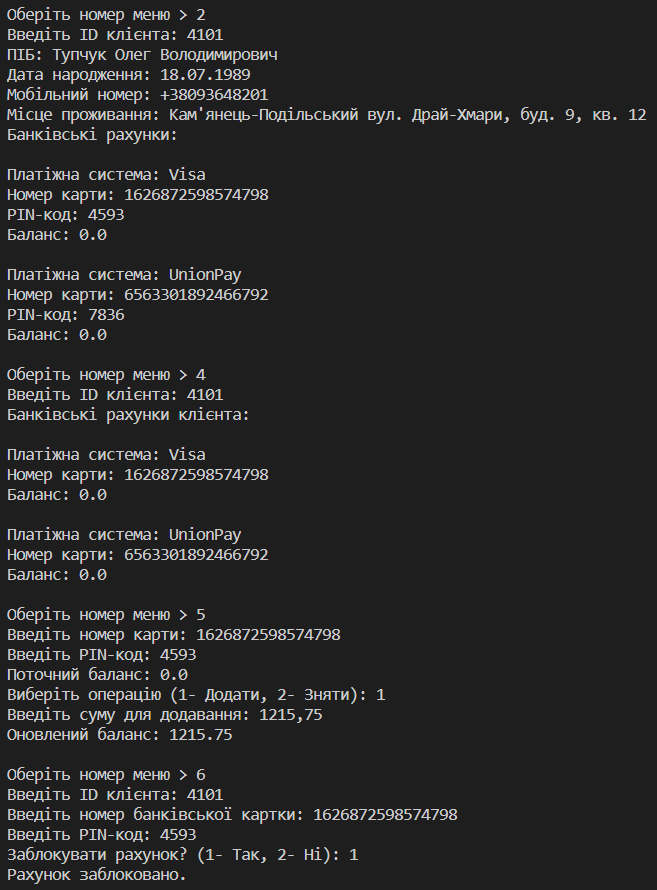 Оберіть номер меню > 2
Введіть ID клієнта: 4101
ПІБ: Тупчук Олег Володимирович
Дата народження: 18.07.1989
Мобільний номер: +38093648201
Місце проживання: Кам'янець-Подільський вул. Драй-Хмари, буд. 9, кв. 12
Банківські рахунки:
Платіжна система: Visa
Номер карти: 1626872598574798
PIN-код: 4593
Баланс: 0.0
Платіжна система: UnionPay
Номер карти: 6563301892466792
PIN-код: 7836
Баланс: 0.0
Оберіть номер меню > 4
Введіть ID клієнта: 4101
Банківські рахунки клієнта:
Платіжна система: Visa
Номер карти: 1626872598574798
Баланс: 0.0
Платіжна система: UnionPay
Номер карти: 6563301892466792
Баланс: 0.0
Оберіть номер меню > 5
Введіть номер карти: 1626872598574798
Введіть PIN-код: 4593
Поточний баланс: 0.0
Виберіть операцію (1- Додати, 2- Зняти): 1
Введіть суму для додавання: 1215,75
Оновлений баланс: 1215.75
Оберіть номер меню > 6
Введіть ID клієнта: 4101
Введіть номер банківської картки: 1626872598574798
Введіть PIN-код: 4593
Заблокувати рахунок? (1- Так, 2- Ні): 1
Рахунок заблоковано.